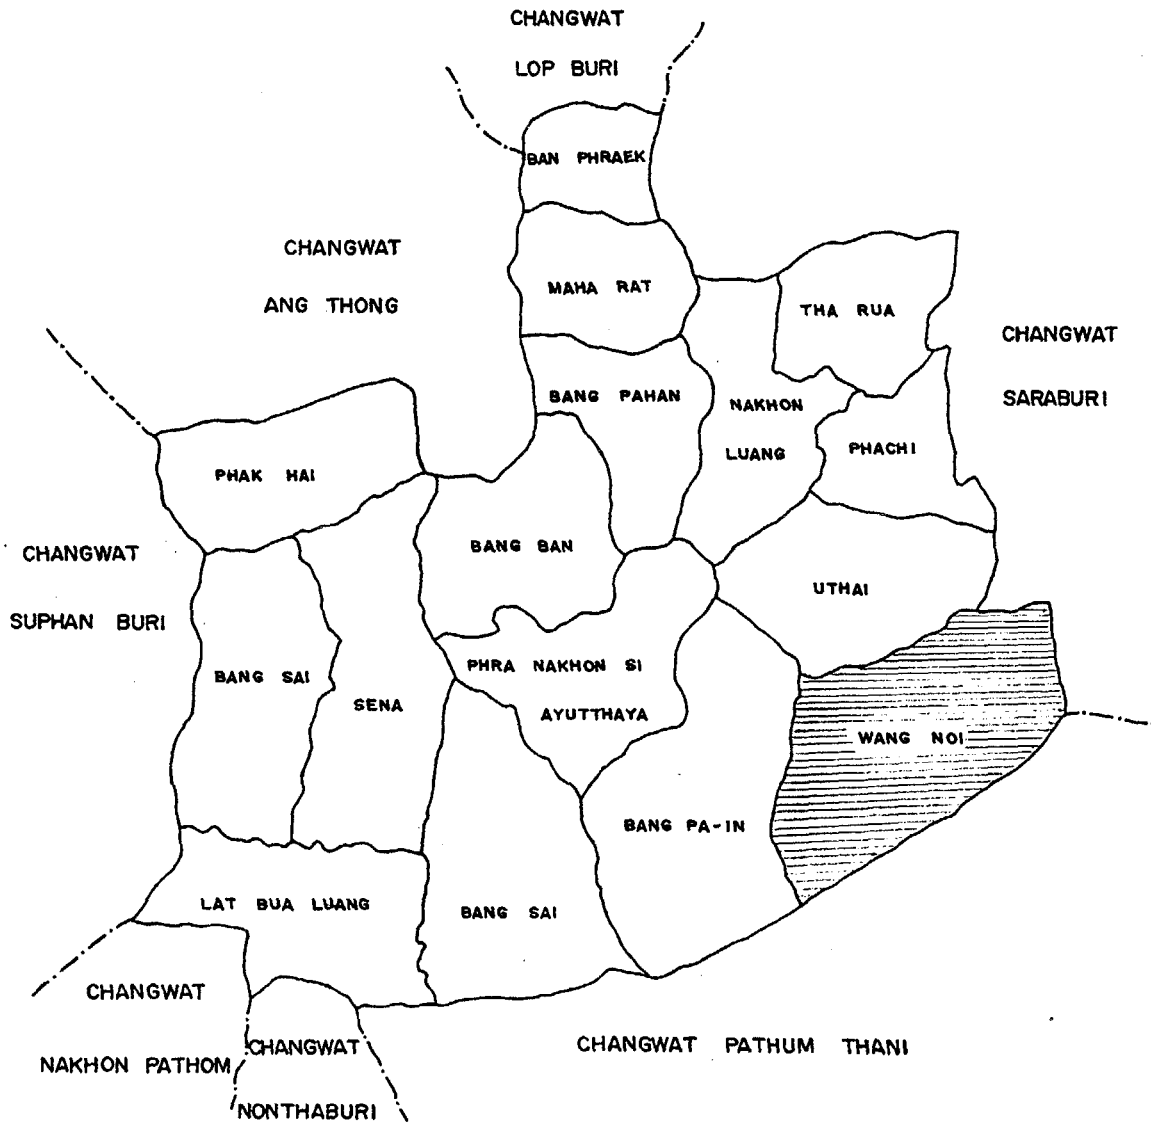 CHANGWAT
LOP BURI
BAN PHRAEK
CHANGWAT
ANG THONG
MAHA RAT
THA RUA
CHANGWAT
SARABURI
BANG PAHAN
NAKHON
LUANG
PHACHI
PHAK HAI
CHANGWAT
SUPHAN BURI
BANG BAN
UTHAI
BANG SAI
SENA
PHRA NAKHON SI
AYUTTHAYA
WANG NOI
BANG PA-IN
LAT BUA LUANG
BANG SAI
CHANGWAT
NAKHON PATHOM
CHANGWAT
NONTHABURI
CHANGWAT PATHUM THANI